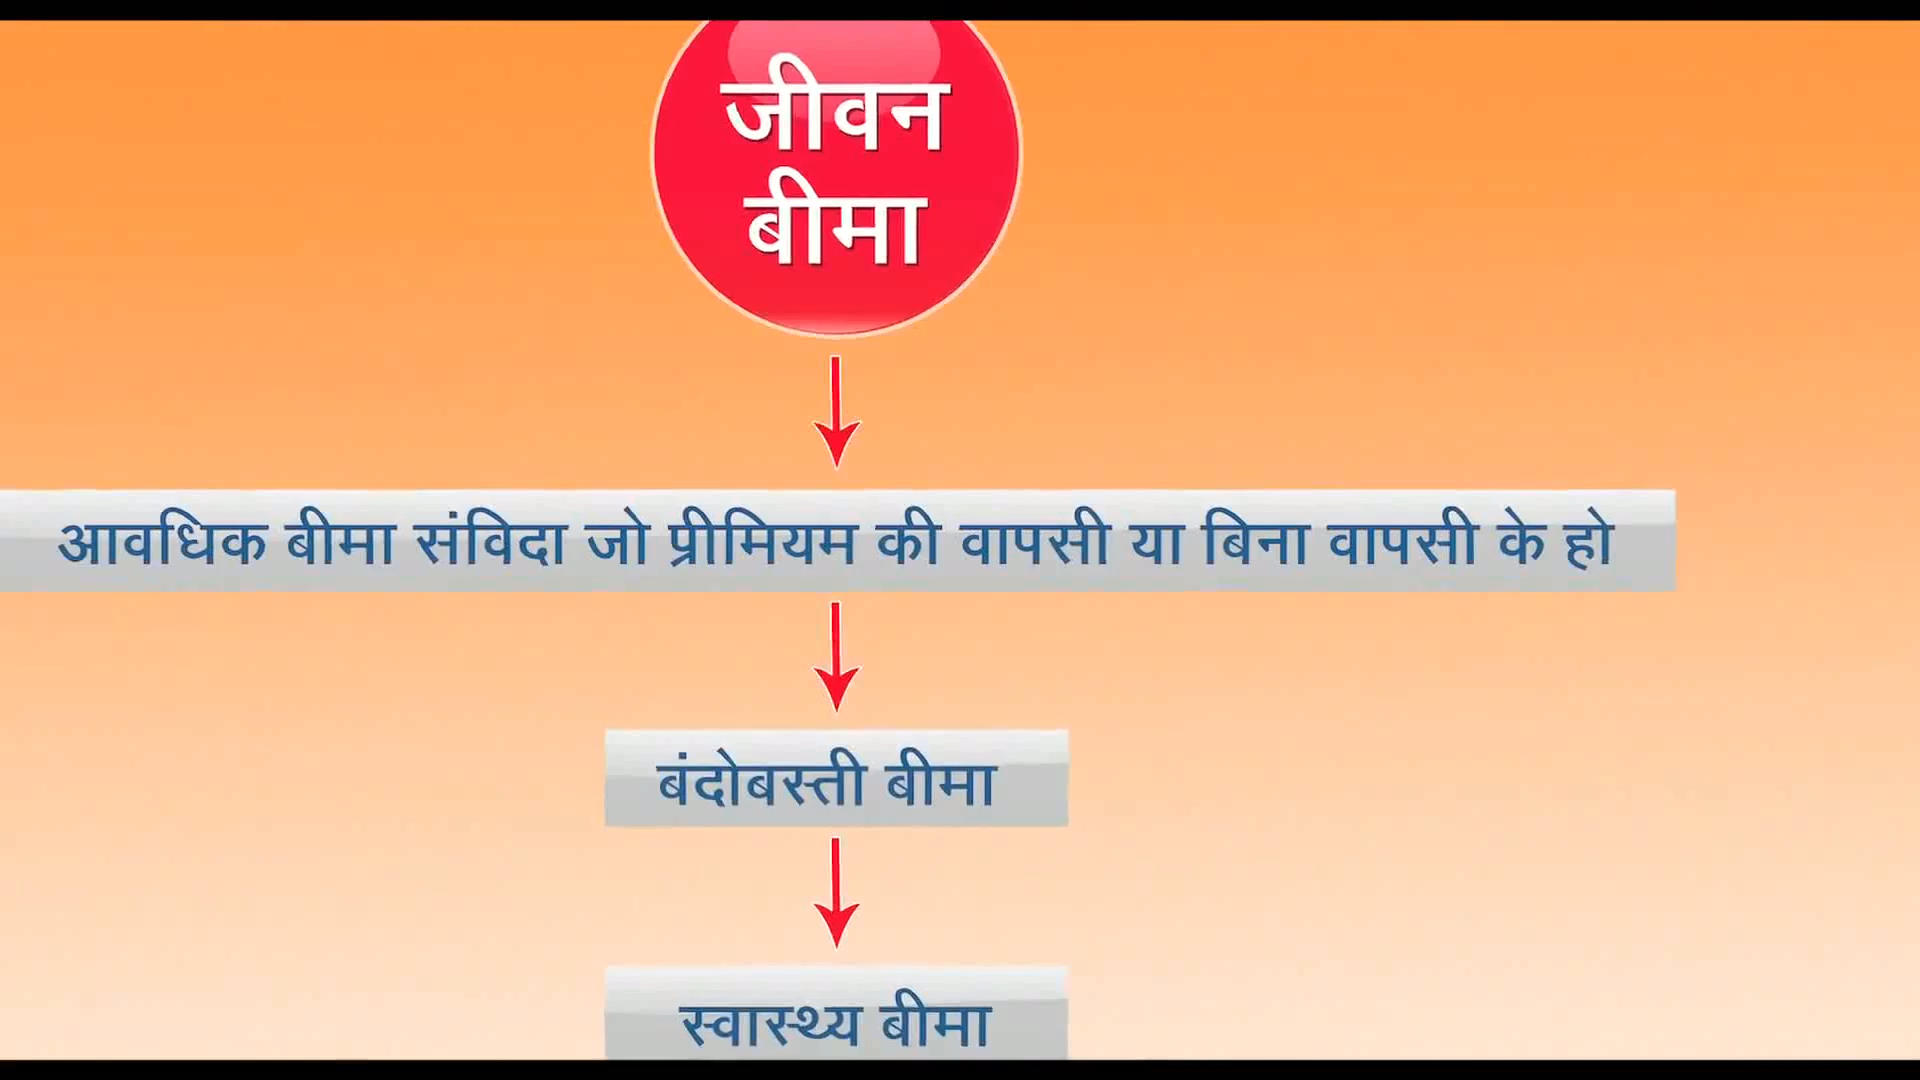 जीवन
बीमा
आवधिक बीमा संविदा जो प्रीमियम की वापसी या बिना वापसी के हो
बंदोबस्ती बीमा
स्वास्थ्य बीमा